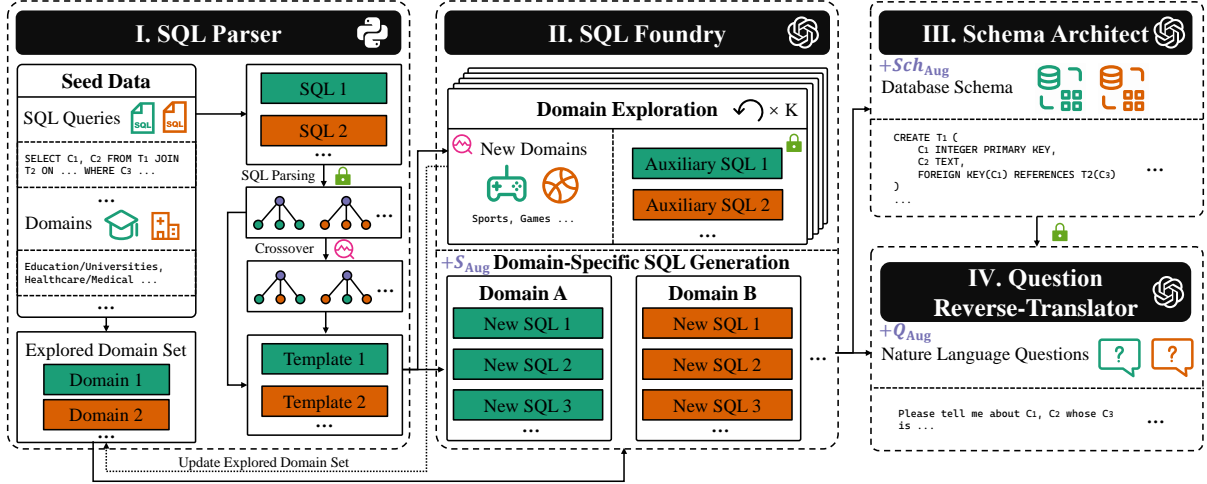 I. SQL Parser
Seed Data
SQL Queries
SQL
SQL
SELECT C₁, C₂ FROM T₁ JOIN
T₂ ON ... WHERE C₃ ...
...
Domains
Education/Universities,
Healthcare/Medical ...
...
Explored Domain Set
Domain 1
Domain 2
...
SQL 1
SQL 2
...
SQL Parsing
...
Crossover
...
Template 1
Template 2
...
Update Explored Domain Set
II. SQL Foundry
Domain Exploration
× K
New Domains
Sports, Games ...
Auxiliary SQL 1
Auxiliary SQL 2
...
+S_Aug Domain-Specific SQL Generation
Domain A
New SQL 1
New SQL 2
New SQL 3
...
Domain B
New SQL 1
New SQL 2
New SQL 3
...
...
III. Schema Architect
+Sch_Aug
Database Schema
CREATE T₁ (
C₁ INTEGER PRIMARY KEY,
C₂ TEXT,
FOREIGN KEY(C₁) REFERENCES T2(C₃)
)
...
...
IV. Question
Reverse-Translator
+Q_Aug
Nature Language Questions
?
?
Please tell me about C₁, C₂ whose C₃
is ...
...